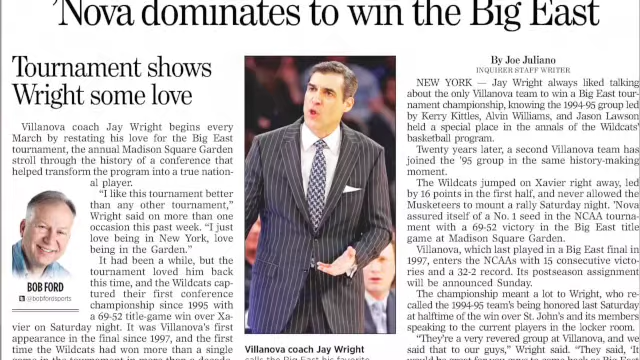 'Nova dominates to win the Big East
Tournament shows
Wright some love
Villanova coach Jay Wright begins every
March by restating his love for the Big East
tournament, the annual Madison Square Garden
stroll through the history of a conference that
helped transform the program into a true nation-
al player.
"I like this tournament better
than any other tournament,"
Wright said on more than one
occasion this past week. "I just
love being in New York, love
being in the Garden."
It had been a while, but the
tournament loved him back
this time, and the Wildcats cap-
tured their first conference
championship since 1995 with
a 69-52 title-game win over Xa-
vier on Saturday night. It was Villanova's first
appearance in the final since 1997, and the first
time the Wildcats had won more than a single
BOB FORD
@bobfordsports
Villanova coach Jay Wright
calls the Big East his favorite
By Joe Juliano
INQUIRER STAFF WRITER
NEW YORK — Jay Wright always liked talking
about the only Villanova team to win a Big East tour-
nament championship, knowing the 1994-95 group led
by Kerry Kittles, Alvin Williams, and Jason Lawson
held a special place in the annals of the Wildcats'
basketball program.
Twenty years later, a second Villanova team has
joined the '95 group in the same history-making
moment.
The Wildcats jumped on Xavier right away, led
by 16 points in the first half, and never allowed the
Musketeers to mount a rally Saturday night. 'Nova
assured itself of a No. 1 seed in the NCAA tourna-
ment with a 69-52 victory in the Big East title
game at Madison Square Garden.
Villanova, which last played in a Big East final in
1997, enters the NCAAs with 15 consecutive victo-
ries and a 32-2 record. Its postseason assignment
will be announced Sunday.
The championship meant a lot to Wright, who re-
called the 1994-95 team's being honored last Saturday
at halftime of the win over St. John's and its members
speaking to the current players in the locker room.
"They're a very revered group at Villanova, and they
said that to our guys," Wright said. "They said, 'It